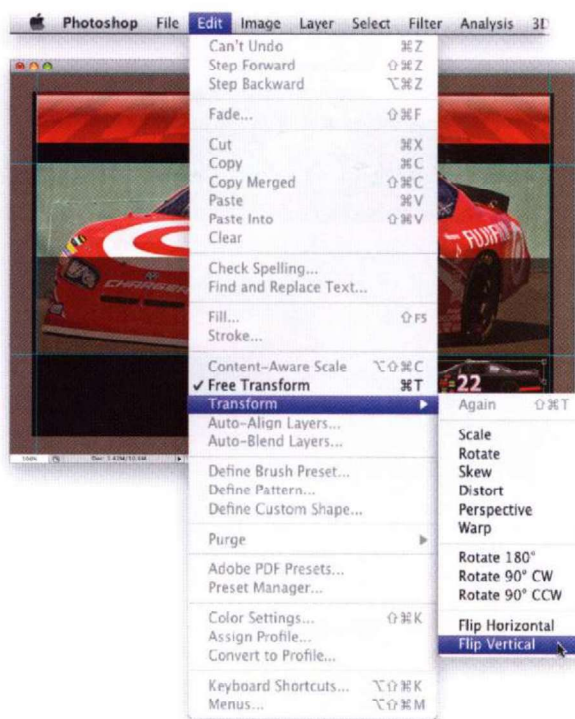 Photoshop File Edit Image Layer Select Filter Analysis 3D
Can't Undo ⌘Z
Step Forward ⇧⌘Z
Step Backward ⌥⌘Z
Fade... ⇧⌘F
Cut ⌘X
Copy ⌘C
Copy Merged ⇧⌘C
Paste ⌘V
Paste Into ⇧⌘V
Clear
Check Spelling...
Find and Replace Text...
Fill... ⇧F5
Stroke...
Content-Aware Scale ⌥⇧⌘C
✓ Free Transform ⌘T
Transform ▶
Auto-Align Layers...
Auto-Blend Layers...
Define Brush Preset...
Define Pattern...
Define Custom Shape...
Purge ▶
Adobe PDF Presets...
Preset Manager...
Color Settings... ⇧⌘K
Assign Profile...
Convert to Profile...
Keyboard Shortcuts... ⌥⇧⌘K
Menus... ⌥⇧⌘M
Again ⇧⌘T
Scale
Rotate
Skew
Distort
Perspective
Warp
Rotate 180°
Rotate 90° CW
Rotate 90° CCW
Flip Horizontal
Flip Vertical
CHARGER
FUJIFILM
22
100%